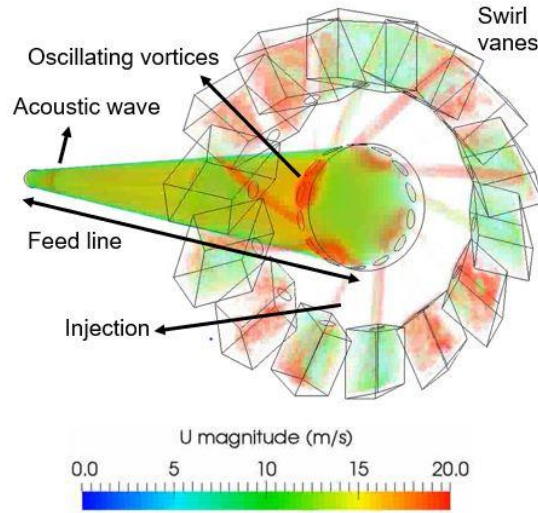 Swirl
vanes
Oscillating vortices
Acoustic wave
Feed line
Injection
U magnitude (m/s)
0.0 5 10 15 20.0